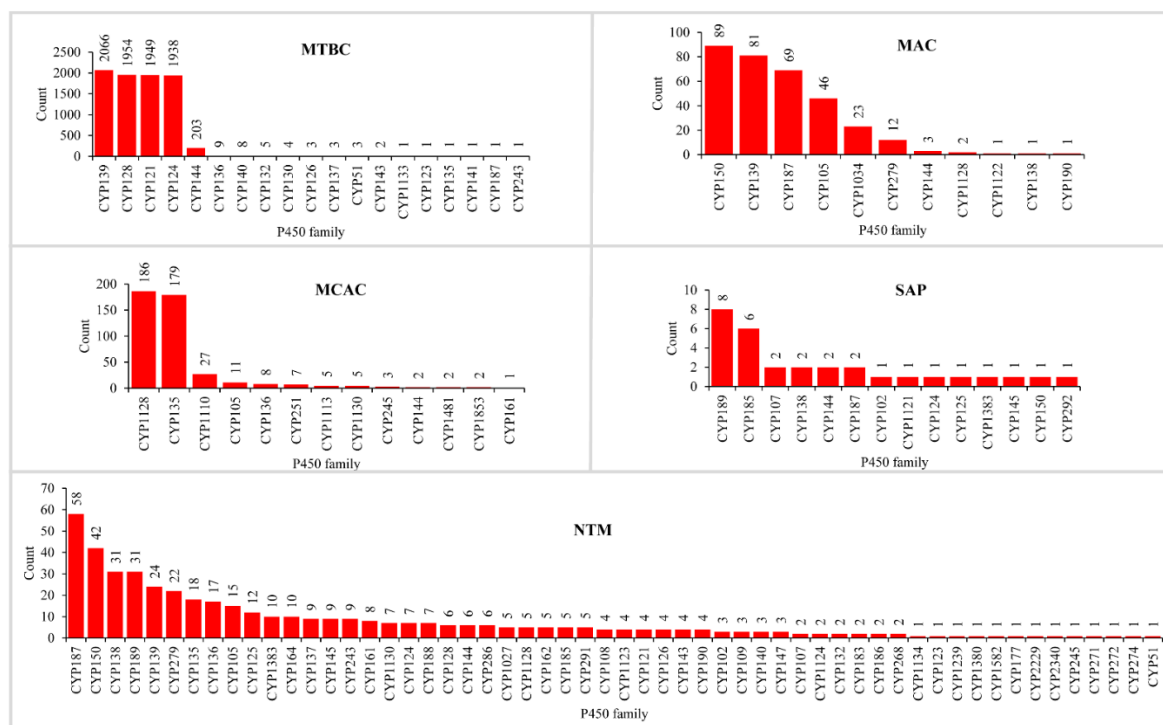 MTBC
Count
2500
2000
1500
1000
500
0
2066 1954 1949 1938 203 9 8 5 4 3 3 3 2 1 1 1 1 1 1
CYP139 CYP128 CYP121 CYP124 CYP144 CYP136 CYP140 CYP132 CYP130 CYP126 CYP137 CYP51 CYP143 CYP1133 CYP123 CYP135 CYP141 CYP187 CYP243
P450 family
MAC
Count
100
80
60
40
20
0
89 81 69 46 23 12 3 2 1 1 1
CYP150 CYP139 CYP187 CYP105 CYP1034 CYP279 CYP144 CYP1128 CYP1122 CYP138 CYP190
P450 family
MCAC
Count
200
150
100
50
0
186 179 27 11 8 7 5 5 3 2 2 2 1
CYP1128 CYP135 CYP1110 CYP105 CYP136 CYP251 CYP1113 CYP1130 CYP245 CYP144 CYP1481 CYP1853 CYP161
P450 family
SAP
Count
10
8
6
4
2
0
8 6 2 2 2 2 1 1 1 1 1 1 1 1
CYP189 CYP185 CYP107 CYP138 CYP144 CYP187 CYP102 CYP1121 CYP124 CYP125 CYP1383 CYP145 CYP150 CYP292
P450 family
NTM
Count
70
60
50
40
30
20
10
0
58 42 31 31 24 22 18 17 15 12 10 10 9 9 9 8 7 7 7 6 6 6 5 5 5 5 5 4 4 4 4 4 4 3 3 3 3 2 2 2 2 2 2 1 1 1 1 1 1 1 1 1 1 1 1 1
CYP187 CYP150 CYP138 CYP189 CYP139 CYP279 CYP135 CYP136 CYP105 CYP125 CYP1383 CYP164 CYP137 CYP145 CYP243 CYP161 CYP1130 CYP124 CYP188 CYP128 CYP144 CYP286 CYP1027 CYP1128 CYP162 CYP185 CYP291 CYP108 CYP1123 CYP121 CYP126 CYP143 CYP190 CYP102 CYP109 CYP140 CYP147 CYP107 CYP1124 CYP132 CYP183 CYP186 CYP268 CYP1134 CYP123 CYP1239 CYP1380 CYP1582 CYP177 CYP2229 CYP2340 CYP245 CYP271 CYP272 CYP274 CYP51
P450 family